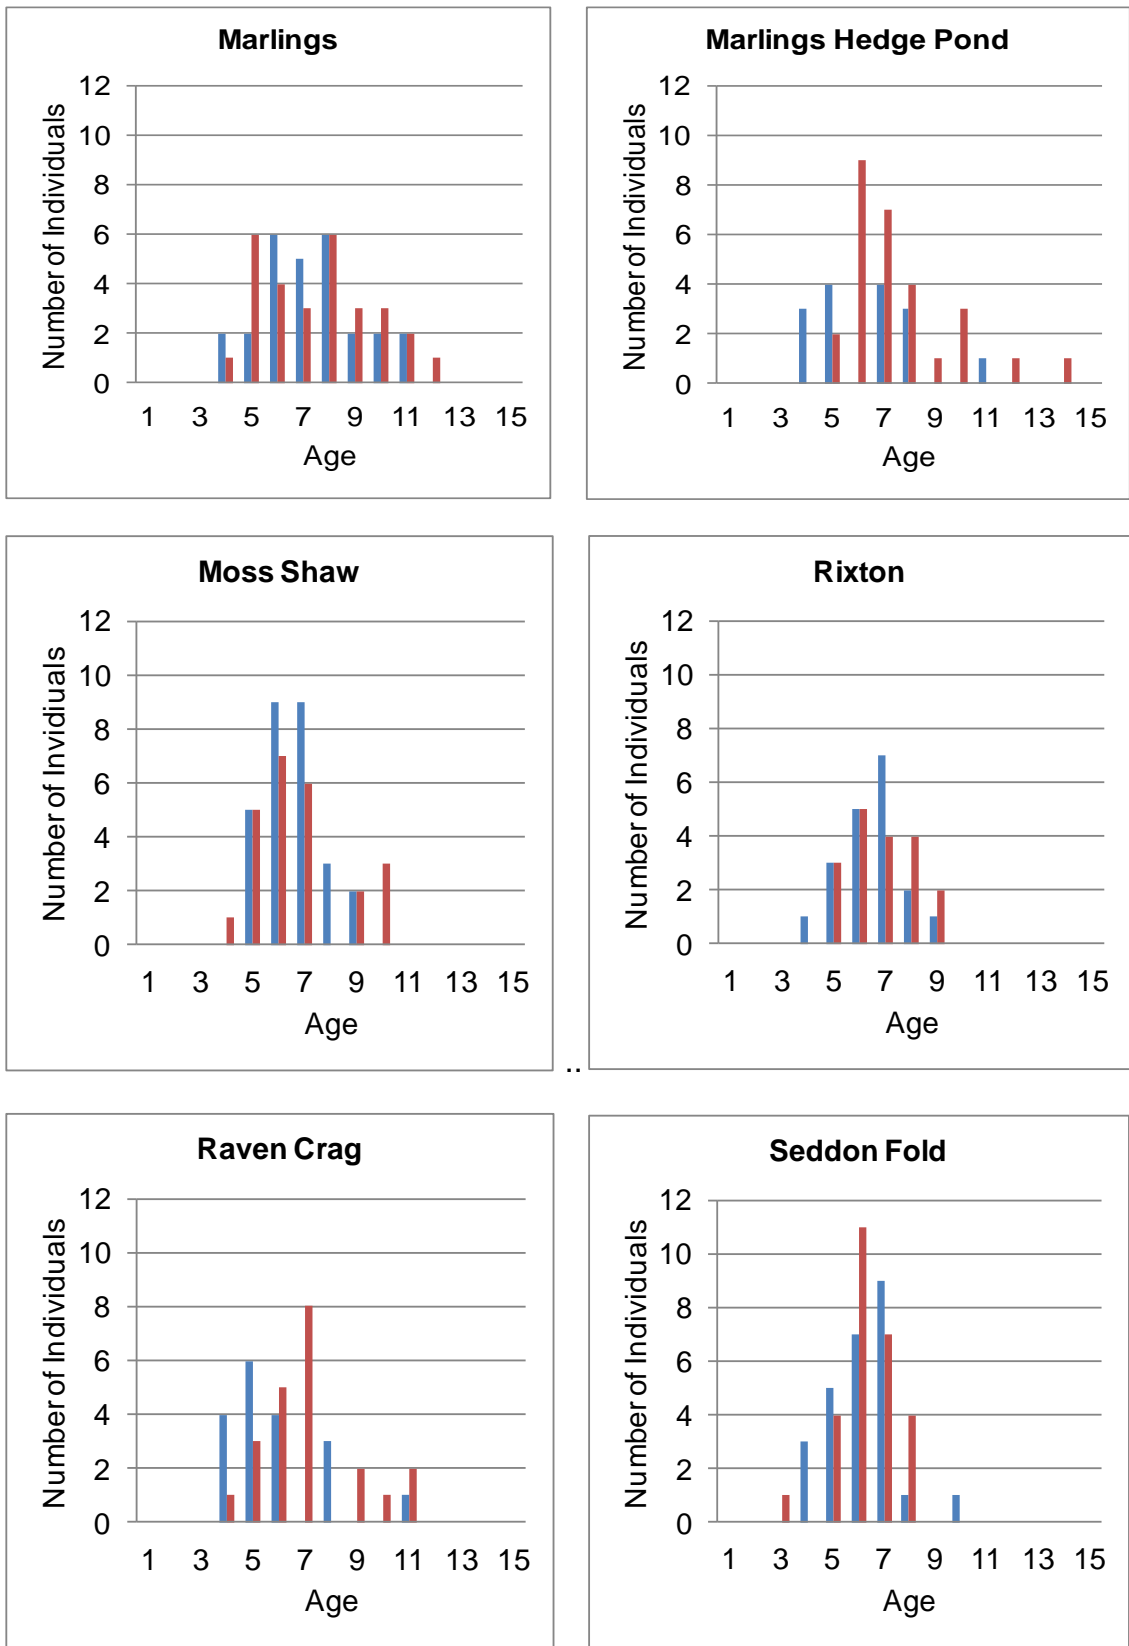 Marlings
Number of Individuals
12
10
8
6
4
2
0
1 3 5 7 9 11 13 15
Age
Marlings Hedge Pond
Number of Individuals
12
10
8
6
4
2
0
1 3 5 7 9 11 13 15
Age
Moss Shaw
Number of Invidiuals
12
10
8
6
4
2
0
1 3 5 7 9 11 13 15
Age
..
Rixton
Number of Individuals
12
10
8
6
4
2
0
1 3 5 7 9 11 13 15
Age
Raven Crag
Number of Individuals
12
10
8
6
4
2
0
1 3 5 7 9 11 13 15
Age
Seddon Fold
Number of Individuals
12
10
8
6
4
2
0
1 3 5 7 9 11 13 15
Age